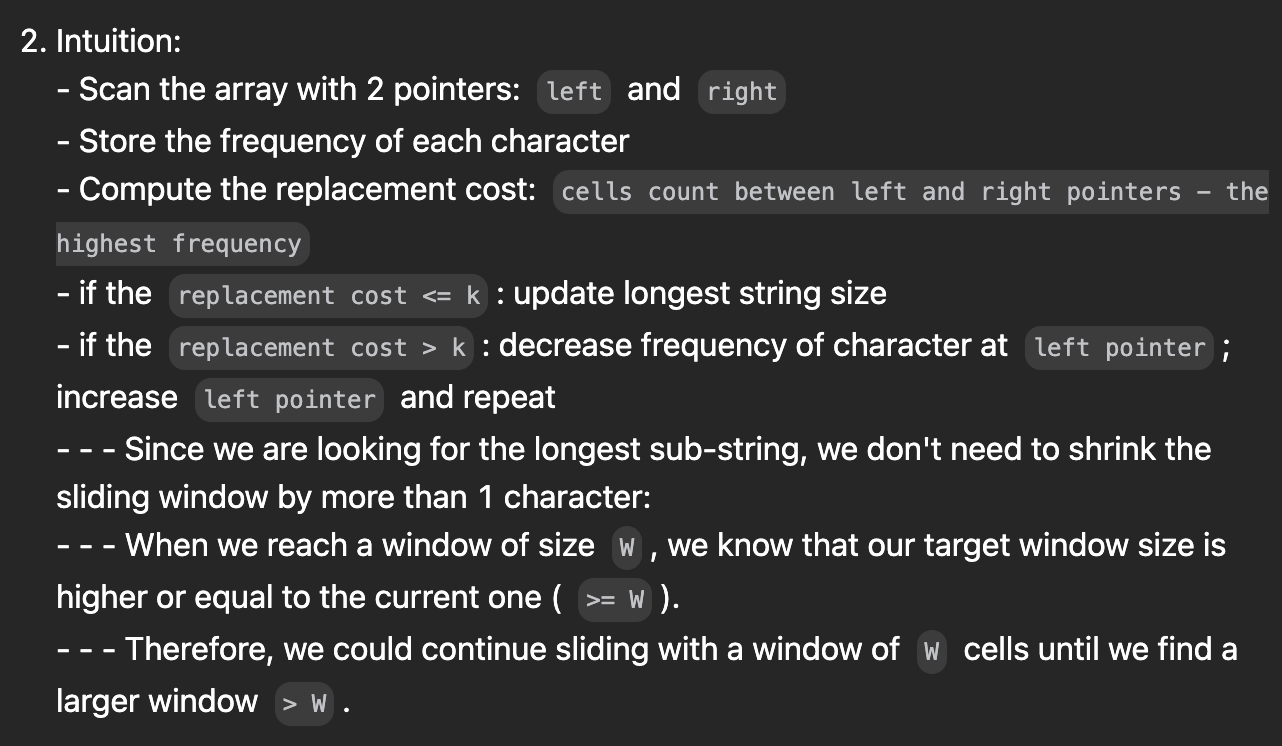 2. Intuition:
- Scan the array with 2 pointers: left and right
- Store the frequency of each character
- Compute the replacement cost: cells count between left and right pointers - the
highest frequency
- if the replacement cost <= k : update longest string size
- if the replacement cost > k : decrease frequency of character at left pointer ;
increase left pointer and repeat
- - - Since we are looking for the longest sub-string, we don't need to shrink the
sliding window by more than 1 character:
- - - When we reach a window of size W , we know that our target window size is
higher or equal to the current one ( >= W ).
- - - Therefore, we could continue sliding with a window of W cells until we find a
larger window > W .